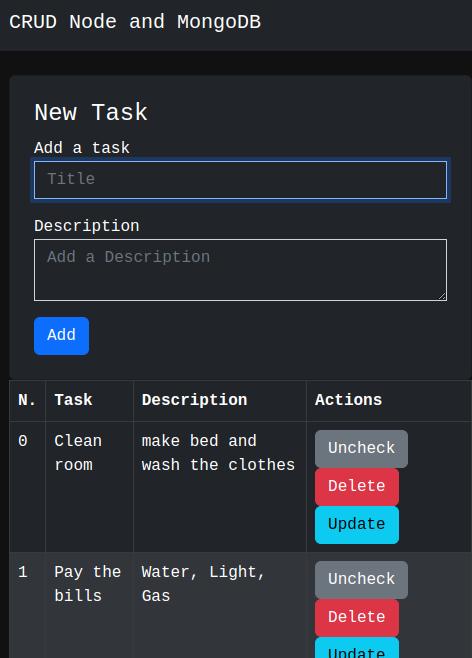 CRUD Node and MongoDB
New Task
Add a task
Title
Description
Add a Description
Add
N. Task Description Actions
0 Clean room make bed and wash the clothes Uncheck
Delete
Update
1 Pay the bills Water, Light, Gas Uncheck
Delete
Update